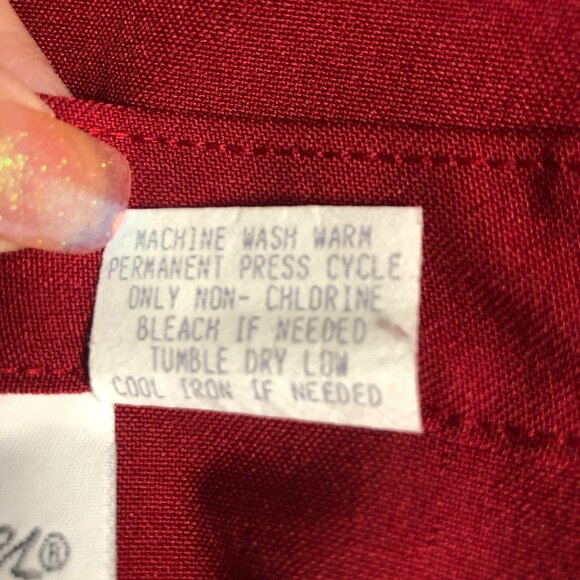 MACHINE WASH WARM
PERMANENT PRESS CYCLE
ONLY NON- CHLORINE
BLEACH IF NEEDED
TUMBLE DRY LOW
COOL IRON IF NEEDED
®